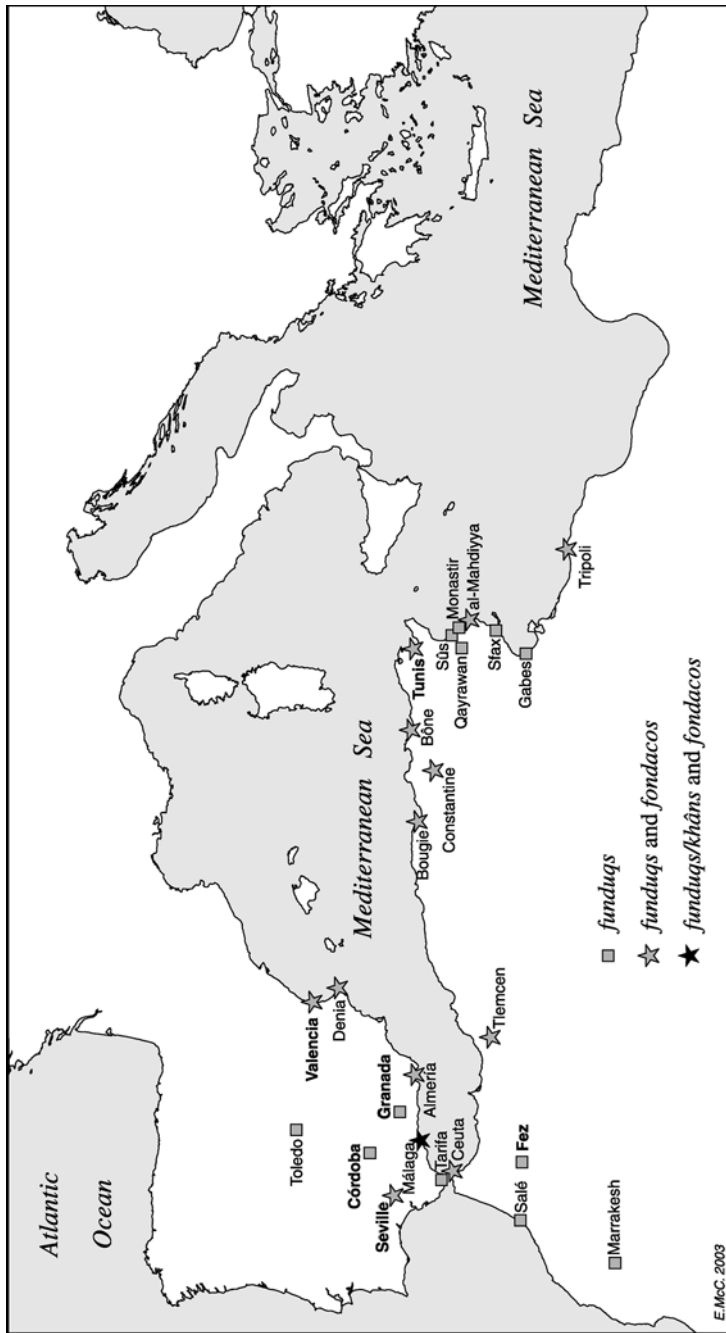 Atlantic
Ocean
Toledo
Valencia
Denia
Córdoba
Granada
Seville
Málaga
Almería
Tarifa
Ceuta
Tlemcen
Salé
Fez
Marrakesh
Mediterranean Sea
Bougie
Constantine
Bône
Tunis
Sûs
Monastir
Qayrawan
al-Mahdiyya
Sfax
Gabes
Tripoli
Mediterranean Sea
funduqs
funduqs and fondacos
funduqs/khâns and fondacos
E.McC. 2003